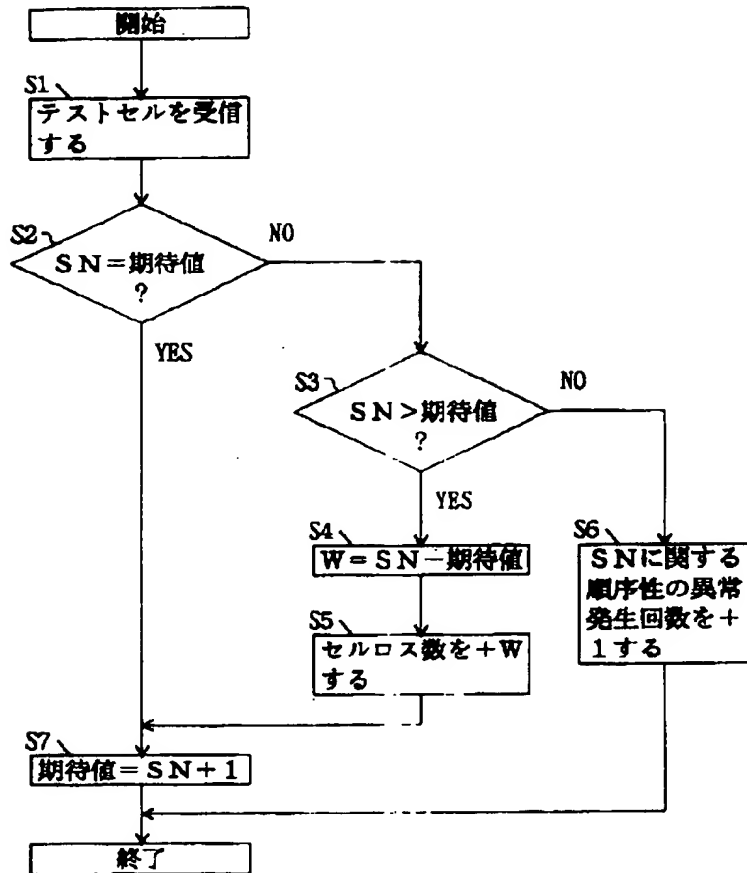 開始
S1
テストセルを受信
する
S2
SN=期待値
?
NO
YES
S3
SN>期待値
?
NO
YES
S4
W=SN−期待値
S5
セルロス数を+W
する
S6
SNに関する
順序性の異常
発生回数を+
1する
S7
期待値=SN+1
終了